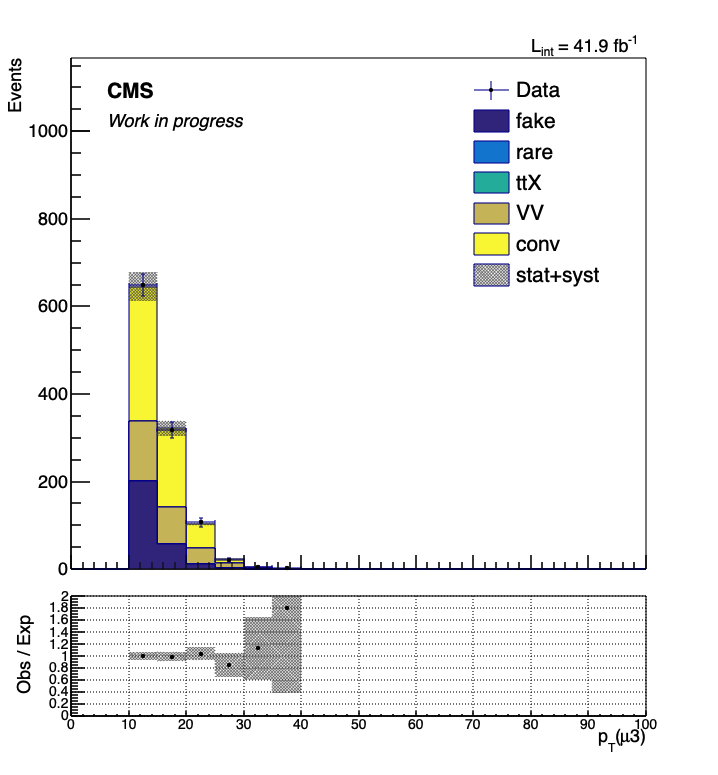 L_int = 41.9 fb⁻¹
Events
CMS
Work in progress
Data
fake
rare
ttX
VV
conv
stat+syst
1000
800
600
400
200
0
Obs / Exp
2
1.8
1.6
1.4
1.2
1
0.8
0.6
0.4
0.2
0
0 10 20 30 40 50 60 70 80 90 100
p_T(μ3)